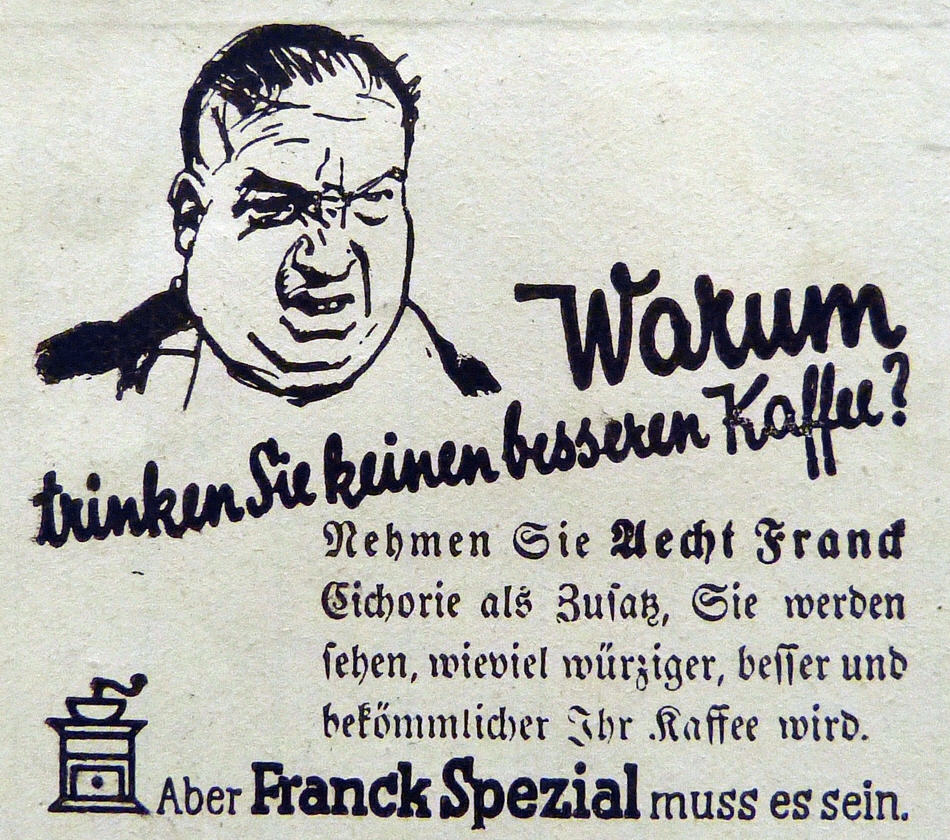 Warum
trinken Sie keinen besseren Kaffee?
Nehmen Sie Aecht Franck
Cichorie als Zusatz, Sie werden
sehen, wieviel würziger, besser und
bekömmlicher Ihr Kaffee wird.
Aber Franck Spezial muss es sein.